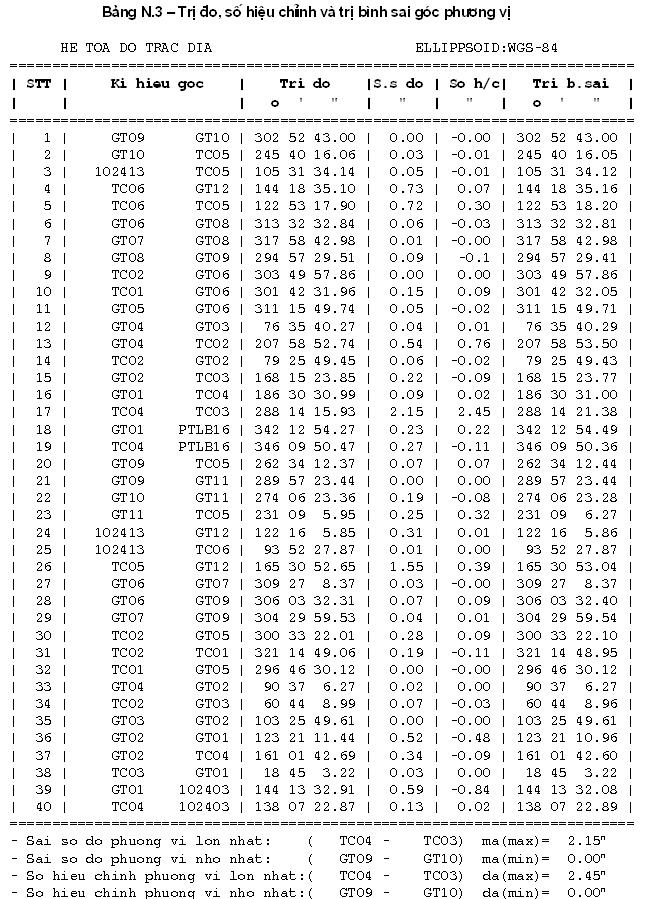 Bảng N.3 – Trị đo, số hiệu chỉnh và trị bình sai góc phương vị
HE TOA DO TRAC DIA ELLIPPSOID:WGS-84
================================================================================
| STT | Ki hieu goc | Tri do |S.s do | So h/c| Tri b.sai |
| | | o ' " | " | " | o ' " |
================================================================================
| 1 | GT09 GT10 | 302 52 43.00 | 0.00 | -0.00 | 302 52 43.00 |
| 2 | GT10 TC05 | 245 40 16.06 | 0.03 | -0.01 | 245 40 16.05 |
| 3 | 102413 TC05 | 105 31 34.14 | 0.05 | -0.01 | 105 31 34.12 |
| 4 | TC06 GT12 | 144 18 35.10 | 0.73 | 0.07 | 144 18 35.16 |
| 5 | TC06 TC05 | 122 53 17.90 | 0.72 | 0.30 | 122 53 18.20 |
| 6 | GT06 GT08 | 313 32 32.84 | 0.06 | -0.03 | 313 32 32.81 |
| 7 | GT07 GT08 | 317 58 42.98 | 0.01 | -0.00 | 317 58 42.98 |
| 8 | GT08 GT09 | 294 57 29.51 | 0.09 | -0.1 | 294 57 29.41 |
| 9 | TC02 GT06 | 303 49 57.86 | 0.00 | 0.00 | 303 49 57.86 |
| 10 | TC01 GT06 | 301 42 31.96 | 0.15 | 0.09 | 301 42 32.05 |
| 11 | GT05 GT06 | 311 15 49.74 | 0.05 | -0.02 | 311 15 49.71 |
| 12 | GT04 GT03 | 76 35 40.27 | 0.04 | 0.01 | 76 35 40.29 |
| 13 | GT04 TC02 | 207 58 52.74 | 0.54 | 0.76 | 207 58 53.50 |
| 14 | TC02 GT02 | 79 25 49.45 | 0.06 | -0.02 | 79 25 49.43 |
| 15 | GT02 TC03 | 168 15 23.85 | 0.22 | -0.09 | 168 15 23.77 |
| 16 | GT01 TC04 | 186 30 30.99 | 0.09 | 0.02 | 186 30 31.00 |
| 17 | TC04 TC03 | 288 14 15.93 | 2.15 | 2.45 | 288 14 21.38 |
| 18 | GT01 PTLB16 | 342 12 54.27 | 0.23 | 0.22 | 342 12 54.49 |
| 19 | TC04 PTLB16 | 346 09 50.47 | 0.27 | -0.11 | 346 09 50.36 |
| 20 | GT09 TC05 | 262 34 12.37 | 0.07 | 0.07 | 262 34 12.44 |
| 21 | GT09 GT11 | 289 57 23.44 | 0.00 | 0.00 | 289 57 23.44 |
| 22 | GT10 GT11 | 274 06 23.36 | 0.19 | -0.08 | 274 06 23.28 |
| 23 | GT11 TC05 | 231 09 5.95 | 0.25 | 0.32 | 231 09 6.27 |
| 24 | 102413 GT12 | 122 16 5.85 | 0.31 | 0.01 | 122 16 5.86 |
| 25 | 102413 TC06 | 93 52 27.87 | 0.01 | 0.00 | 93 52 27.87 |
| 26 | TC05 GT12 | 165 30 52.65 | 1.55 | 0.39 | 165 30 53.04 |
| 27 | GT06 GT07 | 309 27 8.37 | 0.03 | -0.00 | 309 27 8.37 |
| 28 | GT06 GT09 | 306 03 32.31 | 0.07 | 0.09 | 306 03 32.40 |
| 29 | GT07 GT09 | 304 29 59.53 | 0.04 | 0.01 | 304 29 59.54 |
| 30 | TC02 GT05 | 300 33 22.01 | 0.28 | 0.09 | 300 33 22.10 |
| 31 | TC02 TC01 | 321 14 49.06 | 0.19 | -0.11 | 321 14 48.95 |
| 32 | TC01 GT05 | 296 46 30.12 | 0.00 | -0.00 | 296 46 30.12 |
| 33 | GT04 GT02 | 90 37 6.27 | 0.02 | 0.00 | 90 37 6.27 |
| 34 | TC02 GT03 | 60 44 8.99 | 0.07 | -0.03 | 60 44 8.96 |
| 35 | GT03 GT02 | 103 25 49.61 | 0.00 | -0.00 | 103 25 49.61 |
| 36 | GT02 GT01 | 123 21 11.44 | 0.52 | -0.48 | 123 21 10.96 |
| 37 | GT02 TC04 | 161 01 42.69 | 0.34 | -0.09 | 161 01 42.60 |
| 38 | TC03 GT01 | 18 45 3.22 | 0.03 | 0.00 | 18 45 3.22 |
| 39 | GT01 102403 | 144 13 32.91 | 0.59 | -0.84 | 144 13 32.08 |
| 40 | TC04 102403 | 138 07 22.87 | 0.13 | 0.02 | 138 07 22.89 |
================================================================================
- Sai so do phuong vi lon nhat: ( TC04 - TC03) ma(max)= 2.15"
- Sai so do phuong vi nho nhat: ( GT09 - GT10) ma(min)= 0.00"
- So hieu chinh phuong vi lon nhat:( TC04 - TC03) da(max)= 2.45"
- So hieu chinh phuong vi nho nhat:( GT09 - GT10) da(min)= 0.00"